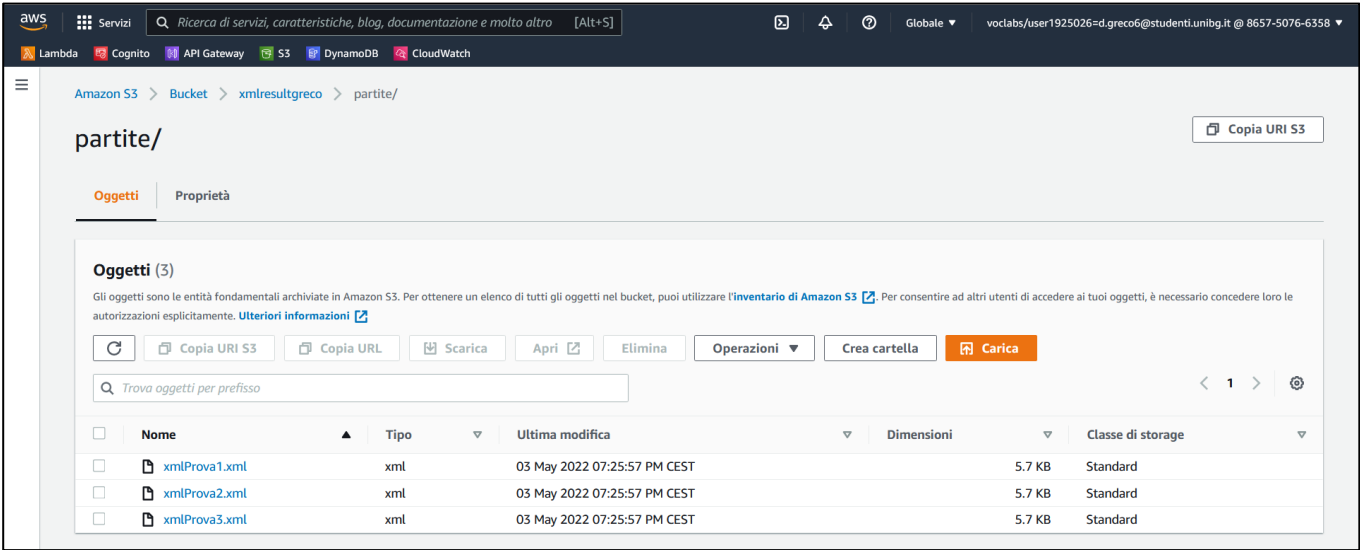 aws Servizi Ricerca di servizi, caratteristiche, blog, documentazione e molto altro [Alt+S] Globale ▼ voclabs/user1925026=d.greco6@studenti.unibg.it @ 8657-5076-6358 ▼
Lambda Cognito API Gateway S3 DynamoDB CloudWatch
Amazon S3 > Bucket > xmlresultgreco > partite/
partite/ Copia URI S3
Oggetti Proprietà
Oggetti (3)
Gli oggetti sono le entità fondamentali archiviate in Amazon S3. Per ottenere un elenco di tutti gli oggetti nel bucket, puoi utilizzare l'inventario di Amazon S3. Per consentire ad altri utenti di accedere ai tuoi oggetti, è necessario concedere loro le
autorizzazioni esplicitamente. Ulteriori informazioni
Copia URI S3 Copia URL Scarica Apri Elimina Operazioni ▼ Crea cartella Carica
Trova oggetti per prefisso < 1 >
Nome ▲ Tipo Ultima modifica Dimensioni Classe di storage
xmlProva1.xml xml 03 May 2022 07:25:57 PM CEST 5.7 KB Standard
xmlProva2.xml xml 03 May 2022 07:25:57 PM CEST 5.7 KB Standard
xmlProva3.xml xml 03 May 2022 07:25:57 PM CEST 5.7 KB Standard